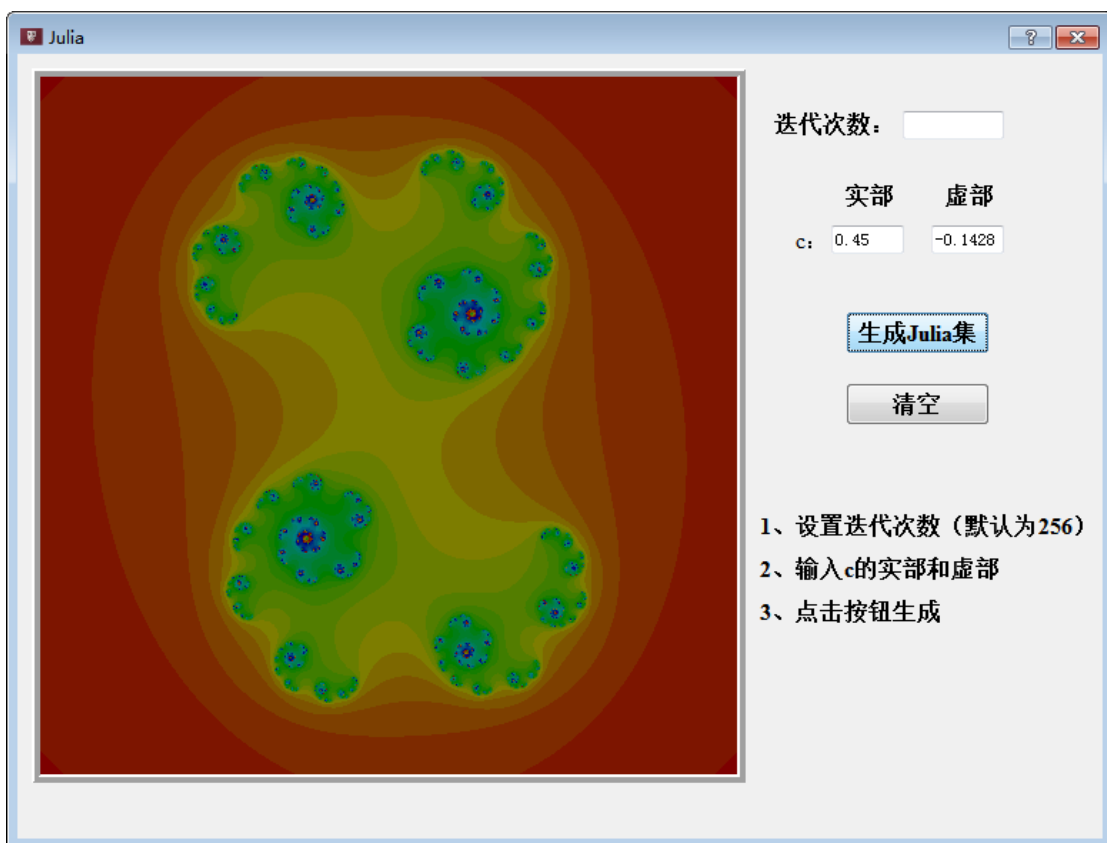 Julia
迭代次数：
实部 虚部
c: 0.45 -0.1428
生成Julia集
清空
1、设置迭代次数（默认为256）
2、输入c的实部和虚部
3、点击按钮生成